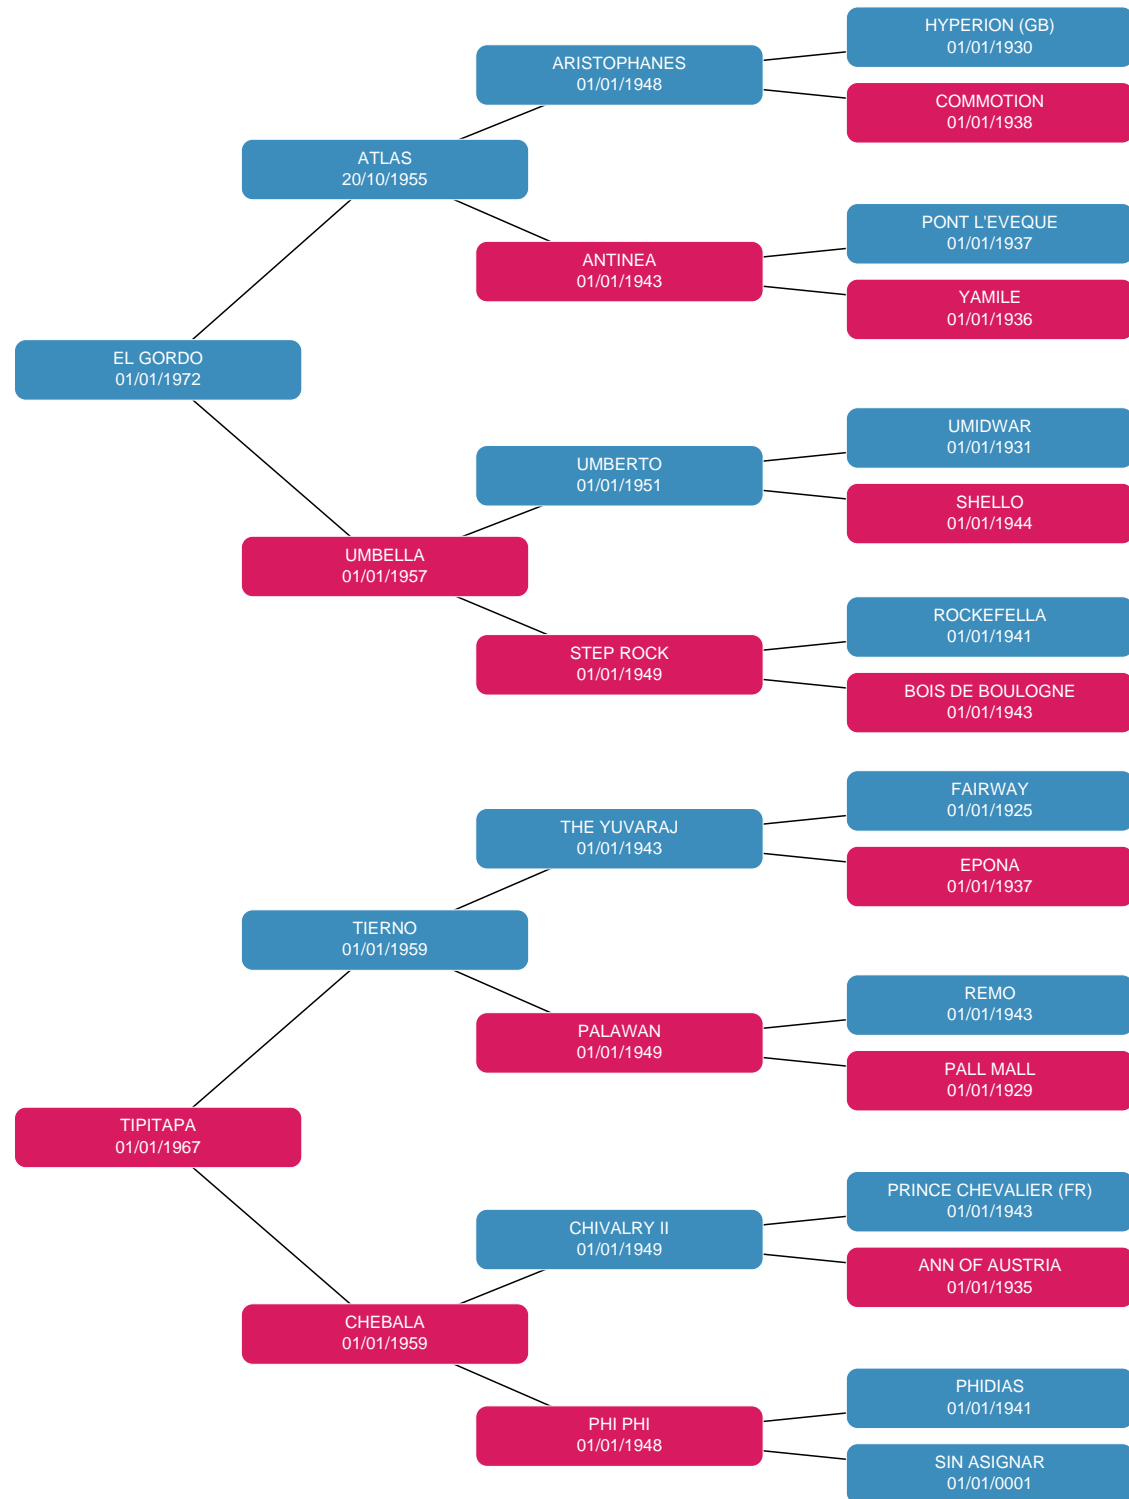 HYPERION (GB)
01/01/1930
ARISTOPHANES
01/01/1948
COMMOTION
01/01/1938
ATLAS
20/10/1955
PONT L'EVEQUE
01/01/1937
ANTINEA
01/01/1943
YAMILE
01/01/1936
EL GORDO
01/01/1972
UMIDWAR
01/01/1931
UMBERTO
01/01/1951
SHELLO
01/01/1944
UMBELLA
01/01/1957
ROCKEFELLA
01/01/1941
STEP ROCK
01/01/1949
BOIS DE BOULOGNE
01/01/1943
FAIRWAY
01/01/1925
THE YUVARAJ
01/01/1943
EPONA
01/01/1937
TIERNO
01/01/1959
REMO
01/01/1943
PALAWAN
01/01/1949
PALL MALL
01/01/1929
TIPITAPA
01/01/1967
PRINCE CHEVALIER (FR)
01/01/1943
CHIVALRY II
01/01/1949
ANN OF AUSTRIA
01/01/1935
CHEBALA
01/01/1959
PHIDIAS
01/01/1941
PHI PHI
01/01/1948
SIN ASIGNAR
01/01/0001